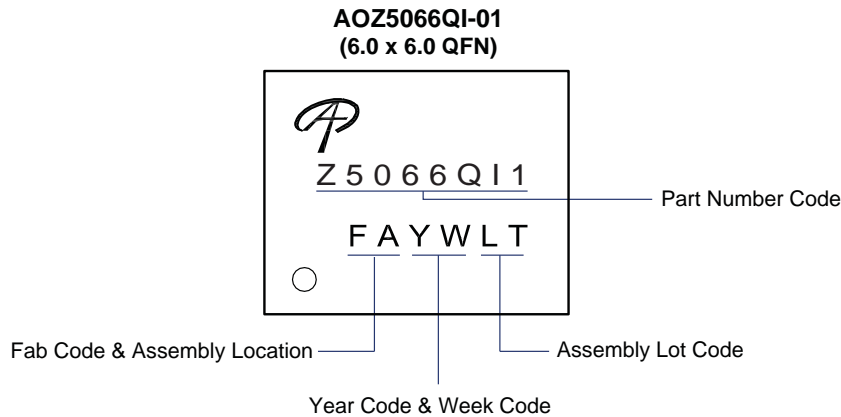 AOZ5066QI-01
(6.0 x 6.0 QFN)
Z5066QI1
Part Number Code
FAYWLT
Fab Code & Assembly Location
Assembly Lot Code
Year Code & Week Code